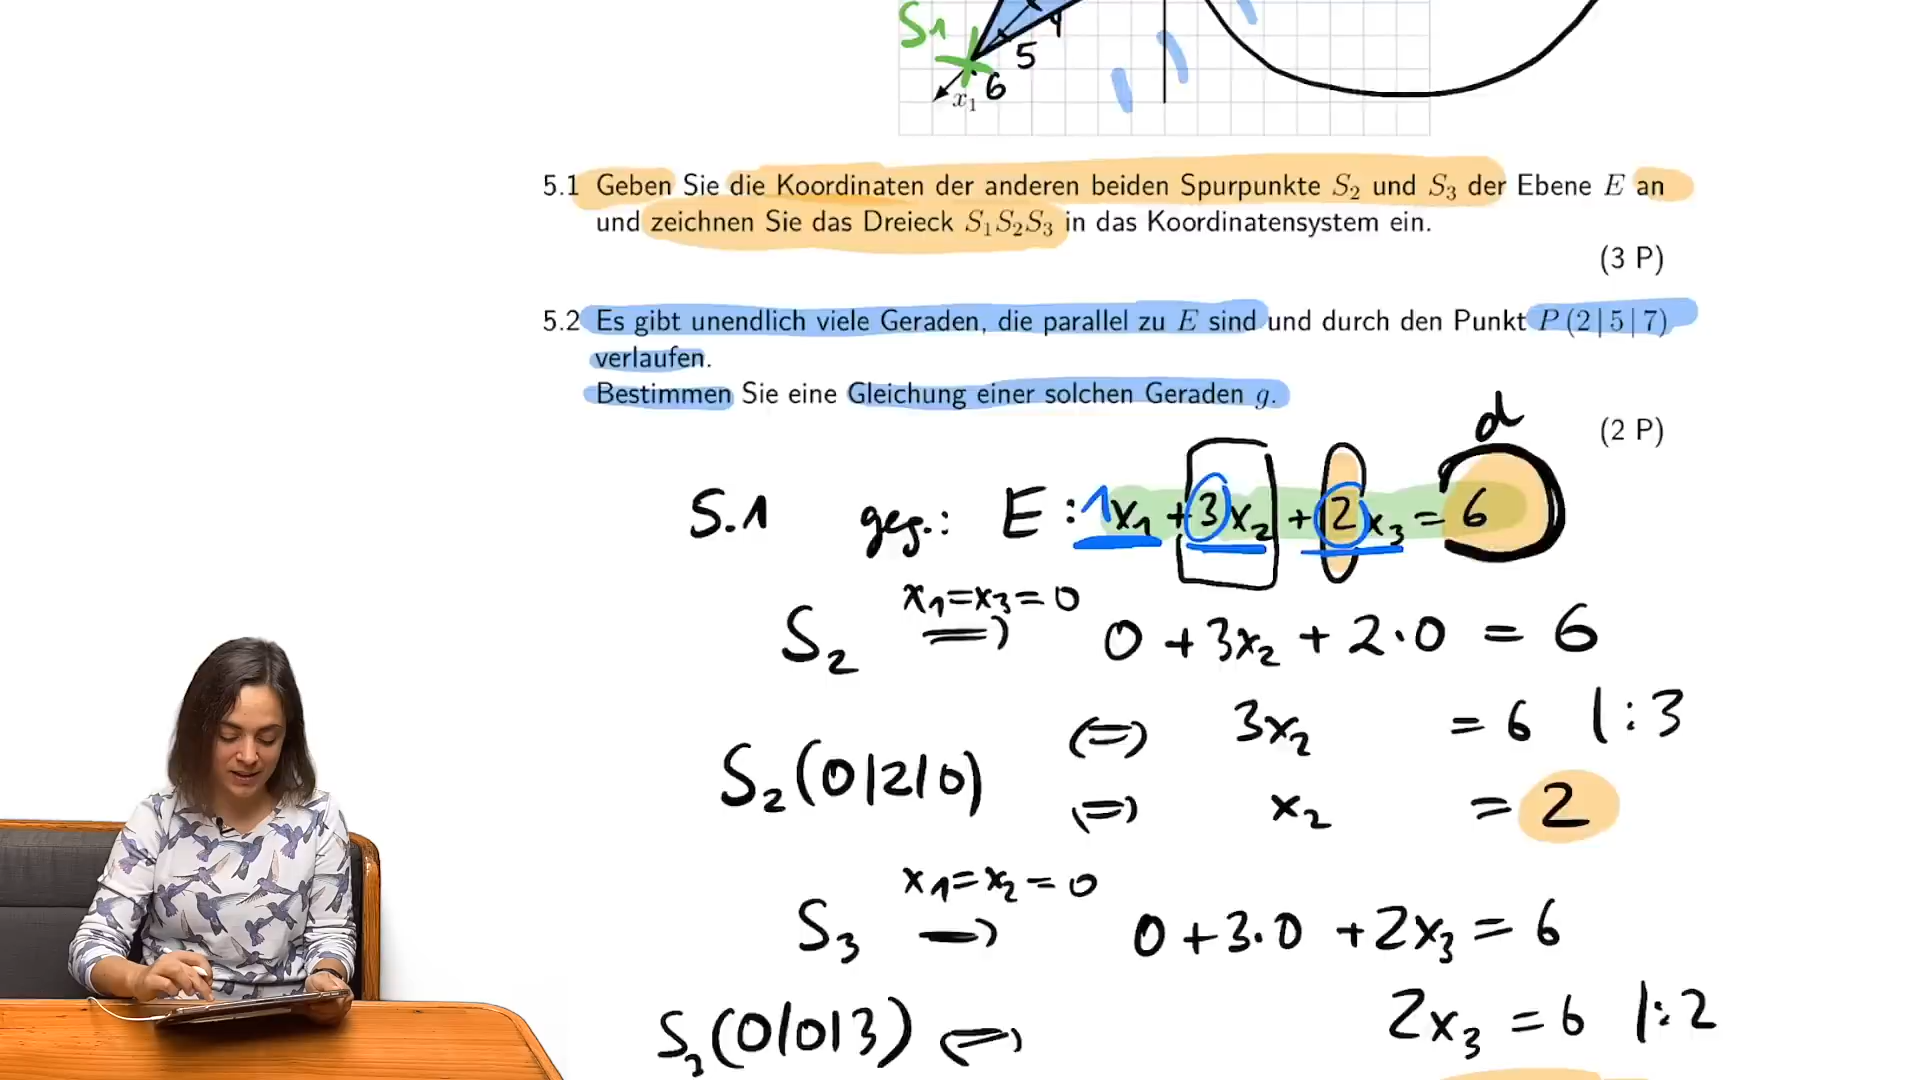 S1
4
5
6
x₁
5.1 Geben Sie die Koordinaten der anderen beiden Spurpunkte S₂ und S₃ der Ebene E an
und zeichnen Sie das Dreieck S₁S₂S₃ in das Koordinatensystem ein.
(3 P)
5.2 Es gibt unendlich viele Geraden, die parallel zu E sind und durch den Punkt P (2 | 5 | 7)
verlaufen.
Bestimmen Sie eine Gleichung einer solchen Geraden g.
(2 P)
d
5.1 geg.: E : 1x₁ + 3x₂ + 2x₃ = 6
x₁=x₃=0
S₂ ⇒ 0 + 3x₂ + 2·0 = 6
⇔ 3x₂ = 6 |:3
S₂(0|2|0)
⇔ x₂ = 2
x₁=x₂=0
S₃ ⇒ 0 + 3·0 + 2x₃ = 6
2x₃ = 6 |:2
S₂(0|0|3) ⇔